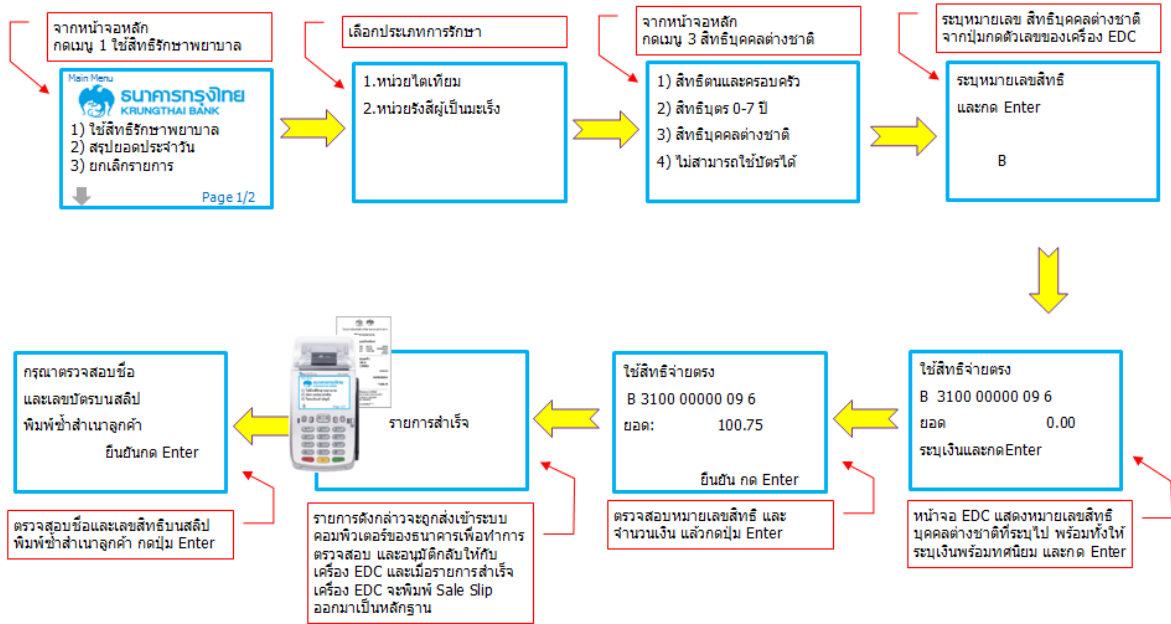 จากหน้าจอหลัก
กดเมนู 1 ใช้สิทธิรักษาพยาบาล
Main Menu
ธนาคารกรุงไทย
KRUNGTHAI BANK
1) ใช้สิทธิรักษาพยาบาล
2) สรุปยอดประจำวัน
3) ยกเลิกรายการ
Page 1/2
เลือกประเภทการรักษา
1.หน่วยไตเทียม
2.หน่วยรังสีผู้เป็นมะเร็ง
จากหน้าจอหลัก
กดเมนู 3 สิทธิบุคคลต่างชาติ
1) สิทธิตนและครอบครัว
2) สิทธิบุตร 0-7 ปี
3) สิทธิบุคคลต่างชาติ
4) ไม่สามารถใช้บัตรได้
ระบุหมายเลข สิทธิบุคคลต่างชาติ
จากปุ่มกดตัวเลขของเครื่อง EDC
ระบุหมายเลขสิทธิ
และกด Enter
B
ใช้สิทธิจ่ายตรง
B 3100 00000 09 6
ยอด 0.00
ระบุเงินและกดEnter
หน้าจอ EDC แสดงหมายเลขสิทธิ
บุคคลต่างชาติที่ระบุไป พร้อมทั้งให้
ระบุเงินพร้อมทศนิยม และกด Enter
ใช้สิทธิจ่ายตรง
B 3100 00000 09 6
ยอด: 100.75
ยืนยัน กด Enter
ตรวจสอบหมายเลขสิทธิ และ
จำนวนเงิน แล้วกดปุ่ม Enter
รายการสำเร็จ
รายการดังกล่าวจะถูกส่งเข้าระบบ
คอมพิวเตอร์ของธนาคารเพื่อทำการ
ตรวจสอบ และอนุมัติกลับให้กับ
เครื่อง EDC และเมื่อรายการสำเร็จ
เครื่อง EDC จะพิมพ์ Sale Slip
ออกมาเป็นหลักฐาน
กรุณาตรวจสอบชื่อ
และเลขบัตรบนสลิป
พิมพ์ซ้ำสำเนาลูกค้า
ยืนยันกด Enter
ตรวจสอบชื่อและเลขสิทธิบนสลิป
พิมพ์ซ้ำสำเนาลูกค้า กดปุ่ม Enter